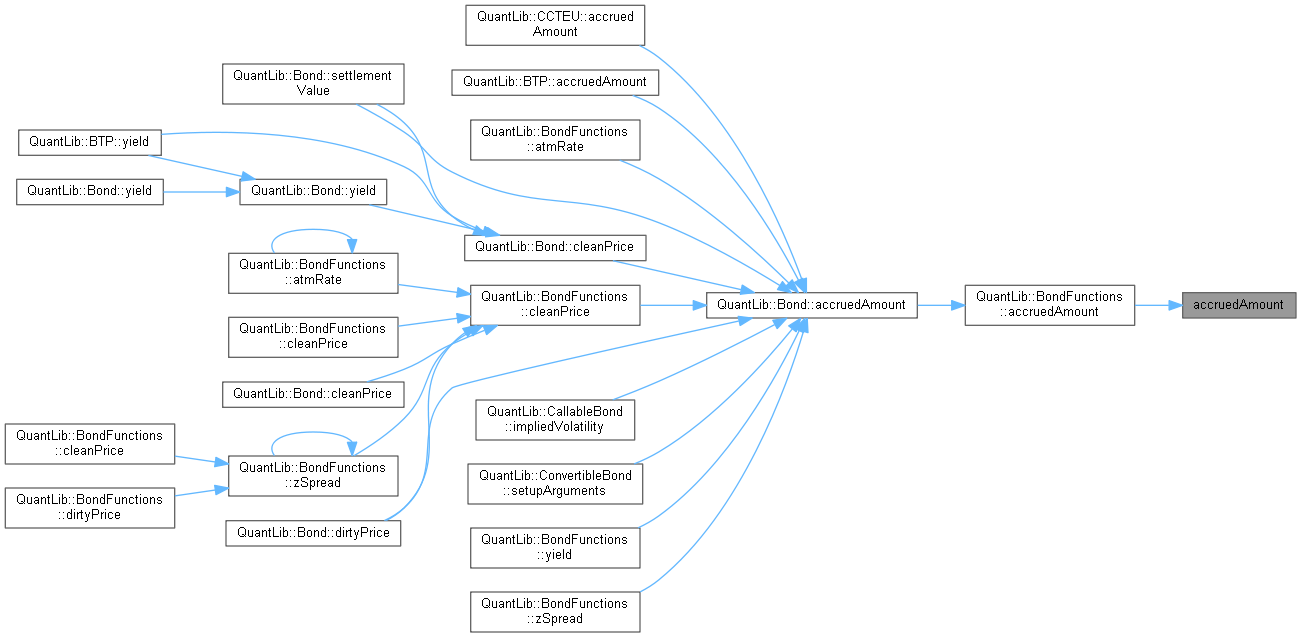 QuantLib::CCTEU::accrued
Amount
QuantLib::Bond::settlement
Value
QuantLib::BTP::accruedAmount
QuantLib::BondFunctions
::atmRate
QuantLib::BTP::yield
QuantLib::Bond::yield
QuantLib::Bond::yield
QuantLib::Bond::cleanPrice
QuantLib::BondFunctions
::atmRate
QuantLib::BondFunctions
::cleanPrice
QuantLib::Bond::accruedAmount
QuantLib::BondFunctions
::accruedAmount
accruedAmount
QuantLib::BondFunctions
::cleanPrice
QuantLib::Bond::cleanPrice
QuantLib::CallableBond
::impliedVolatility
QuantLib::BondFunctions
::cleanPrice
QuantLib::BondFunctions
::zSpread
QuantLib::ConvertibleBond
::setupArguments
QuantLib::BondFunctions
::dirtyPrice
QuantLib::Bond::dirtyPrice
QuantLib::BondFunctions
::yield
QuantLib::BondFunctions
::zSpread